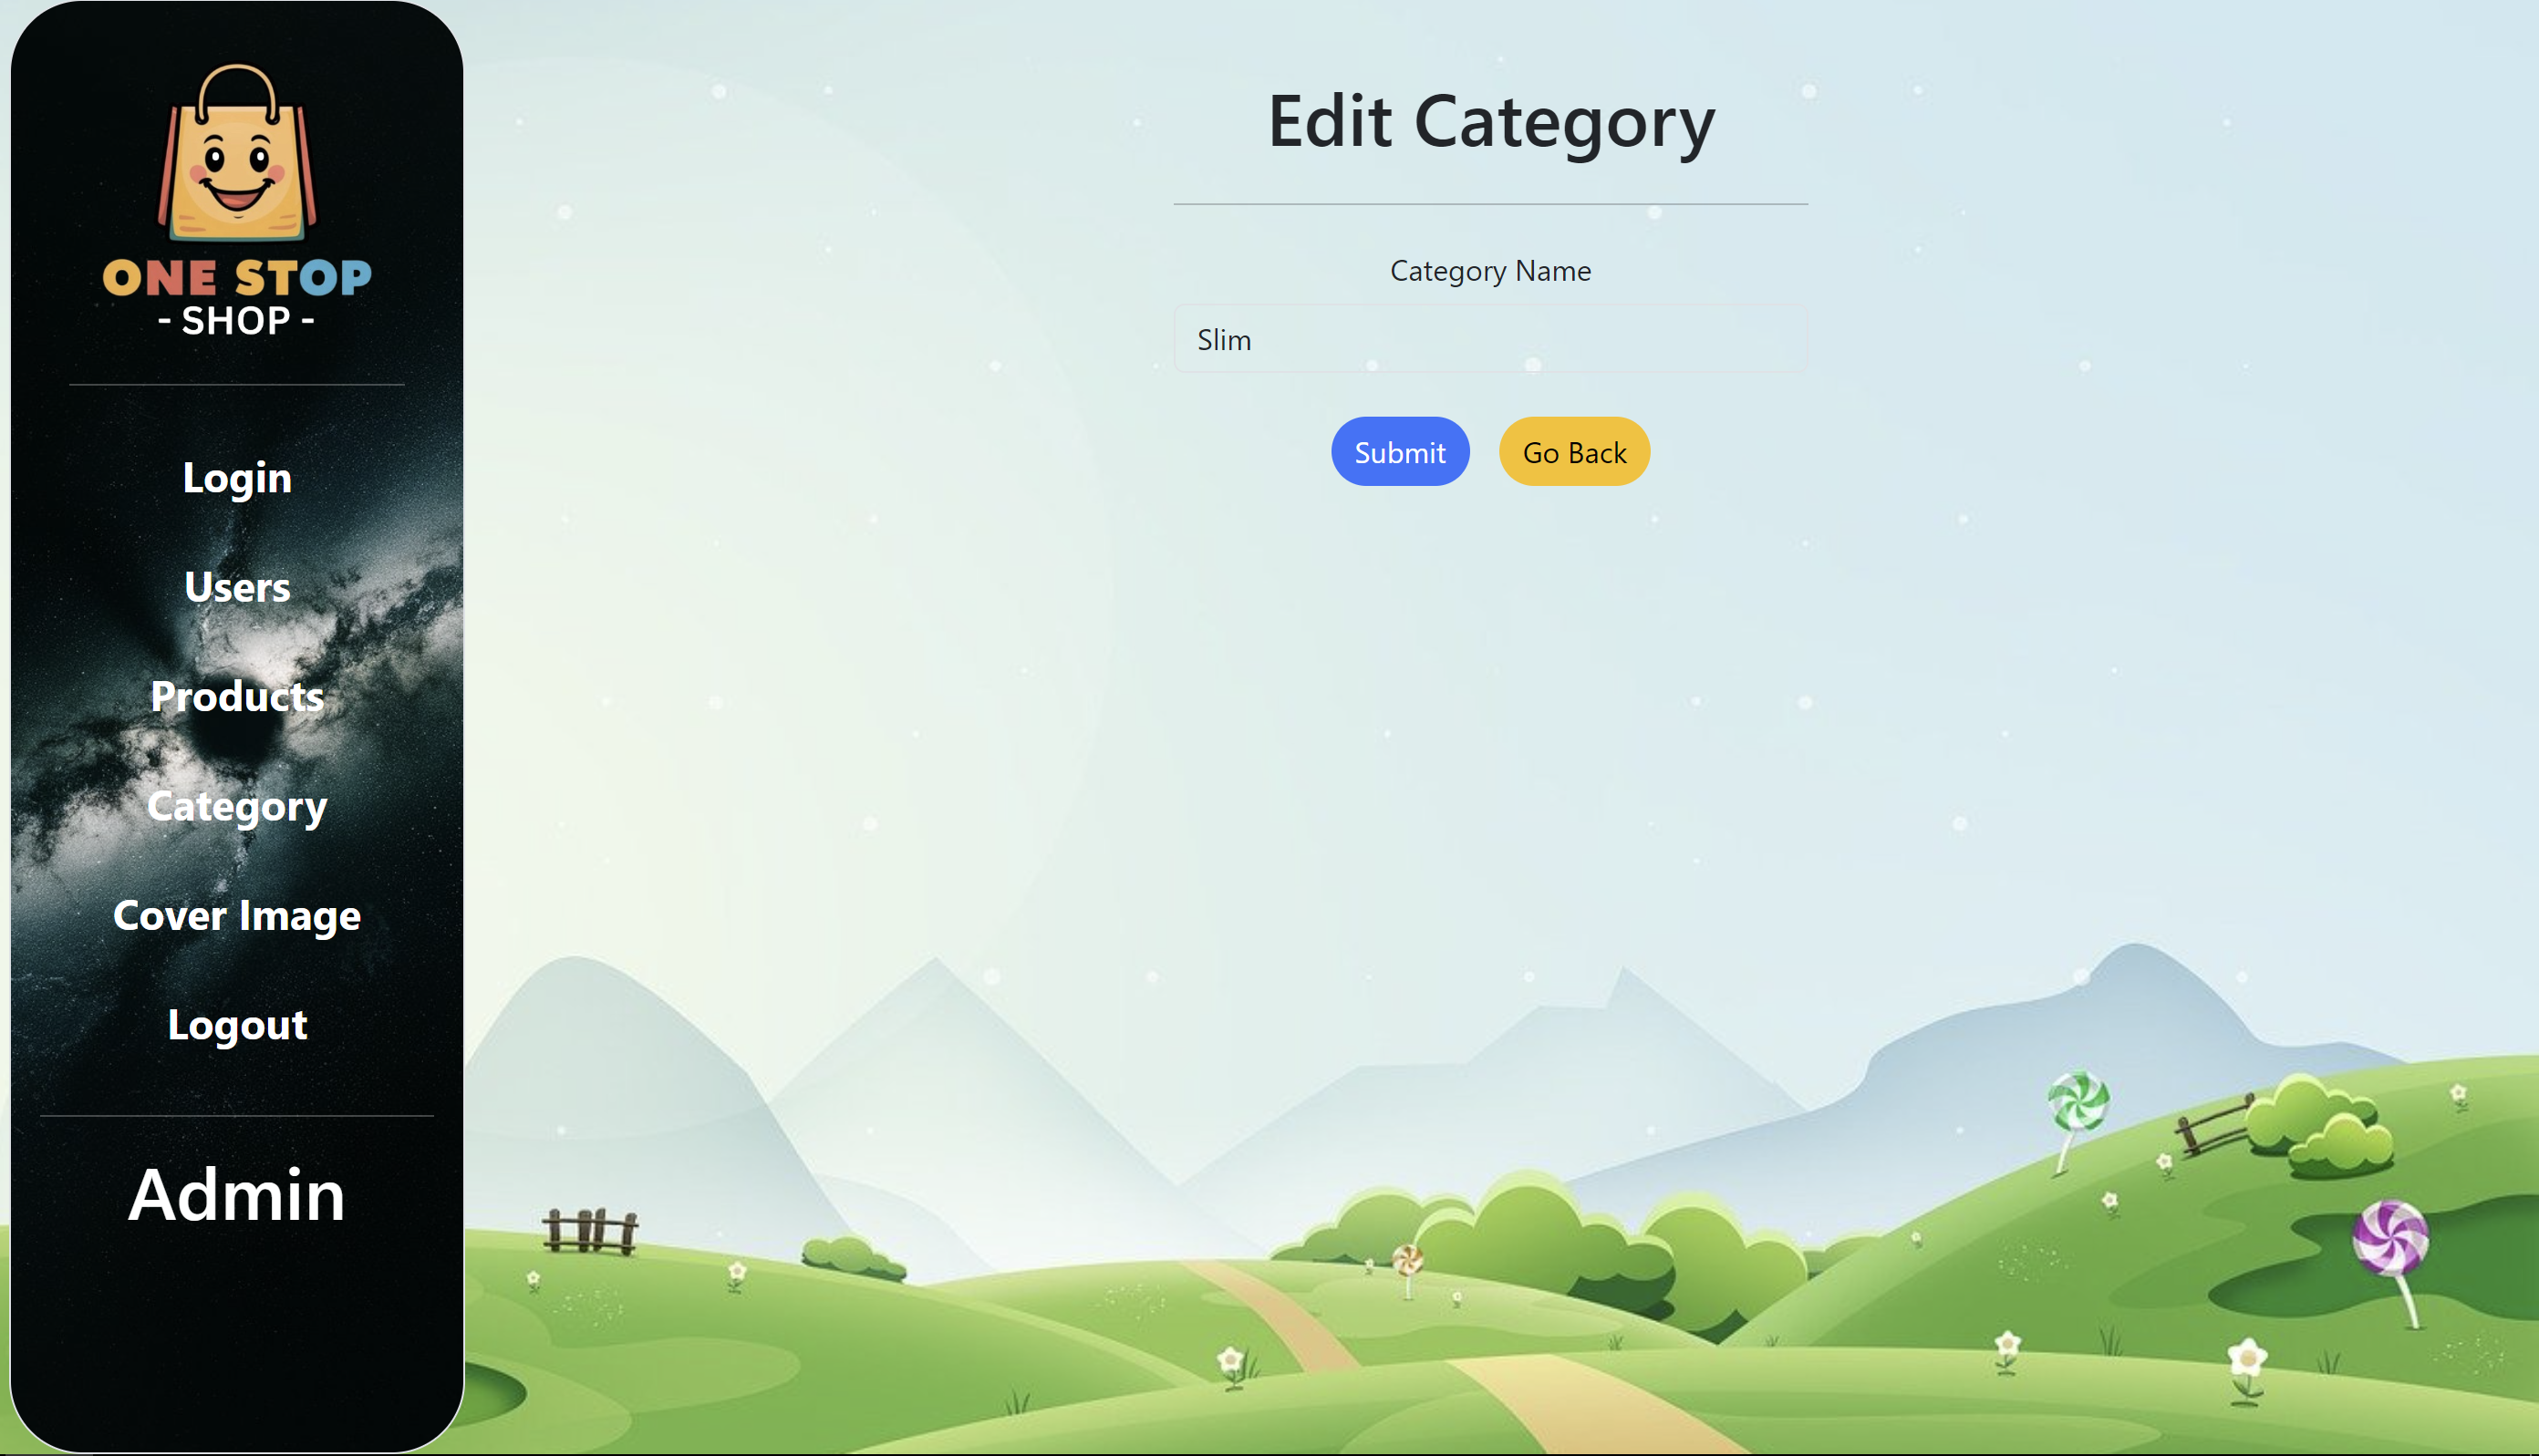 ONE STOP
- SHOP -
Login
Users
Products
Category
Cover Image
Logout
Admin
Edit Category
Category Name
Slim
Submit
Go Back